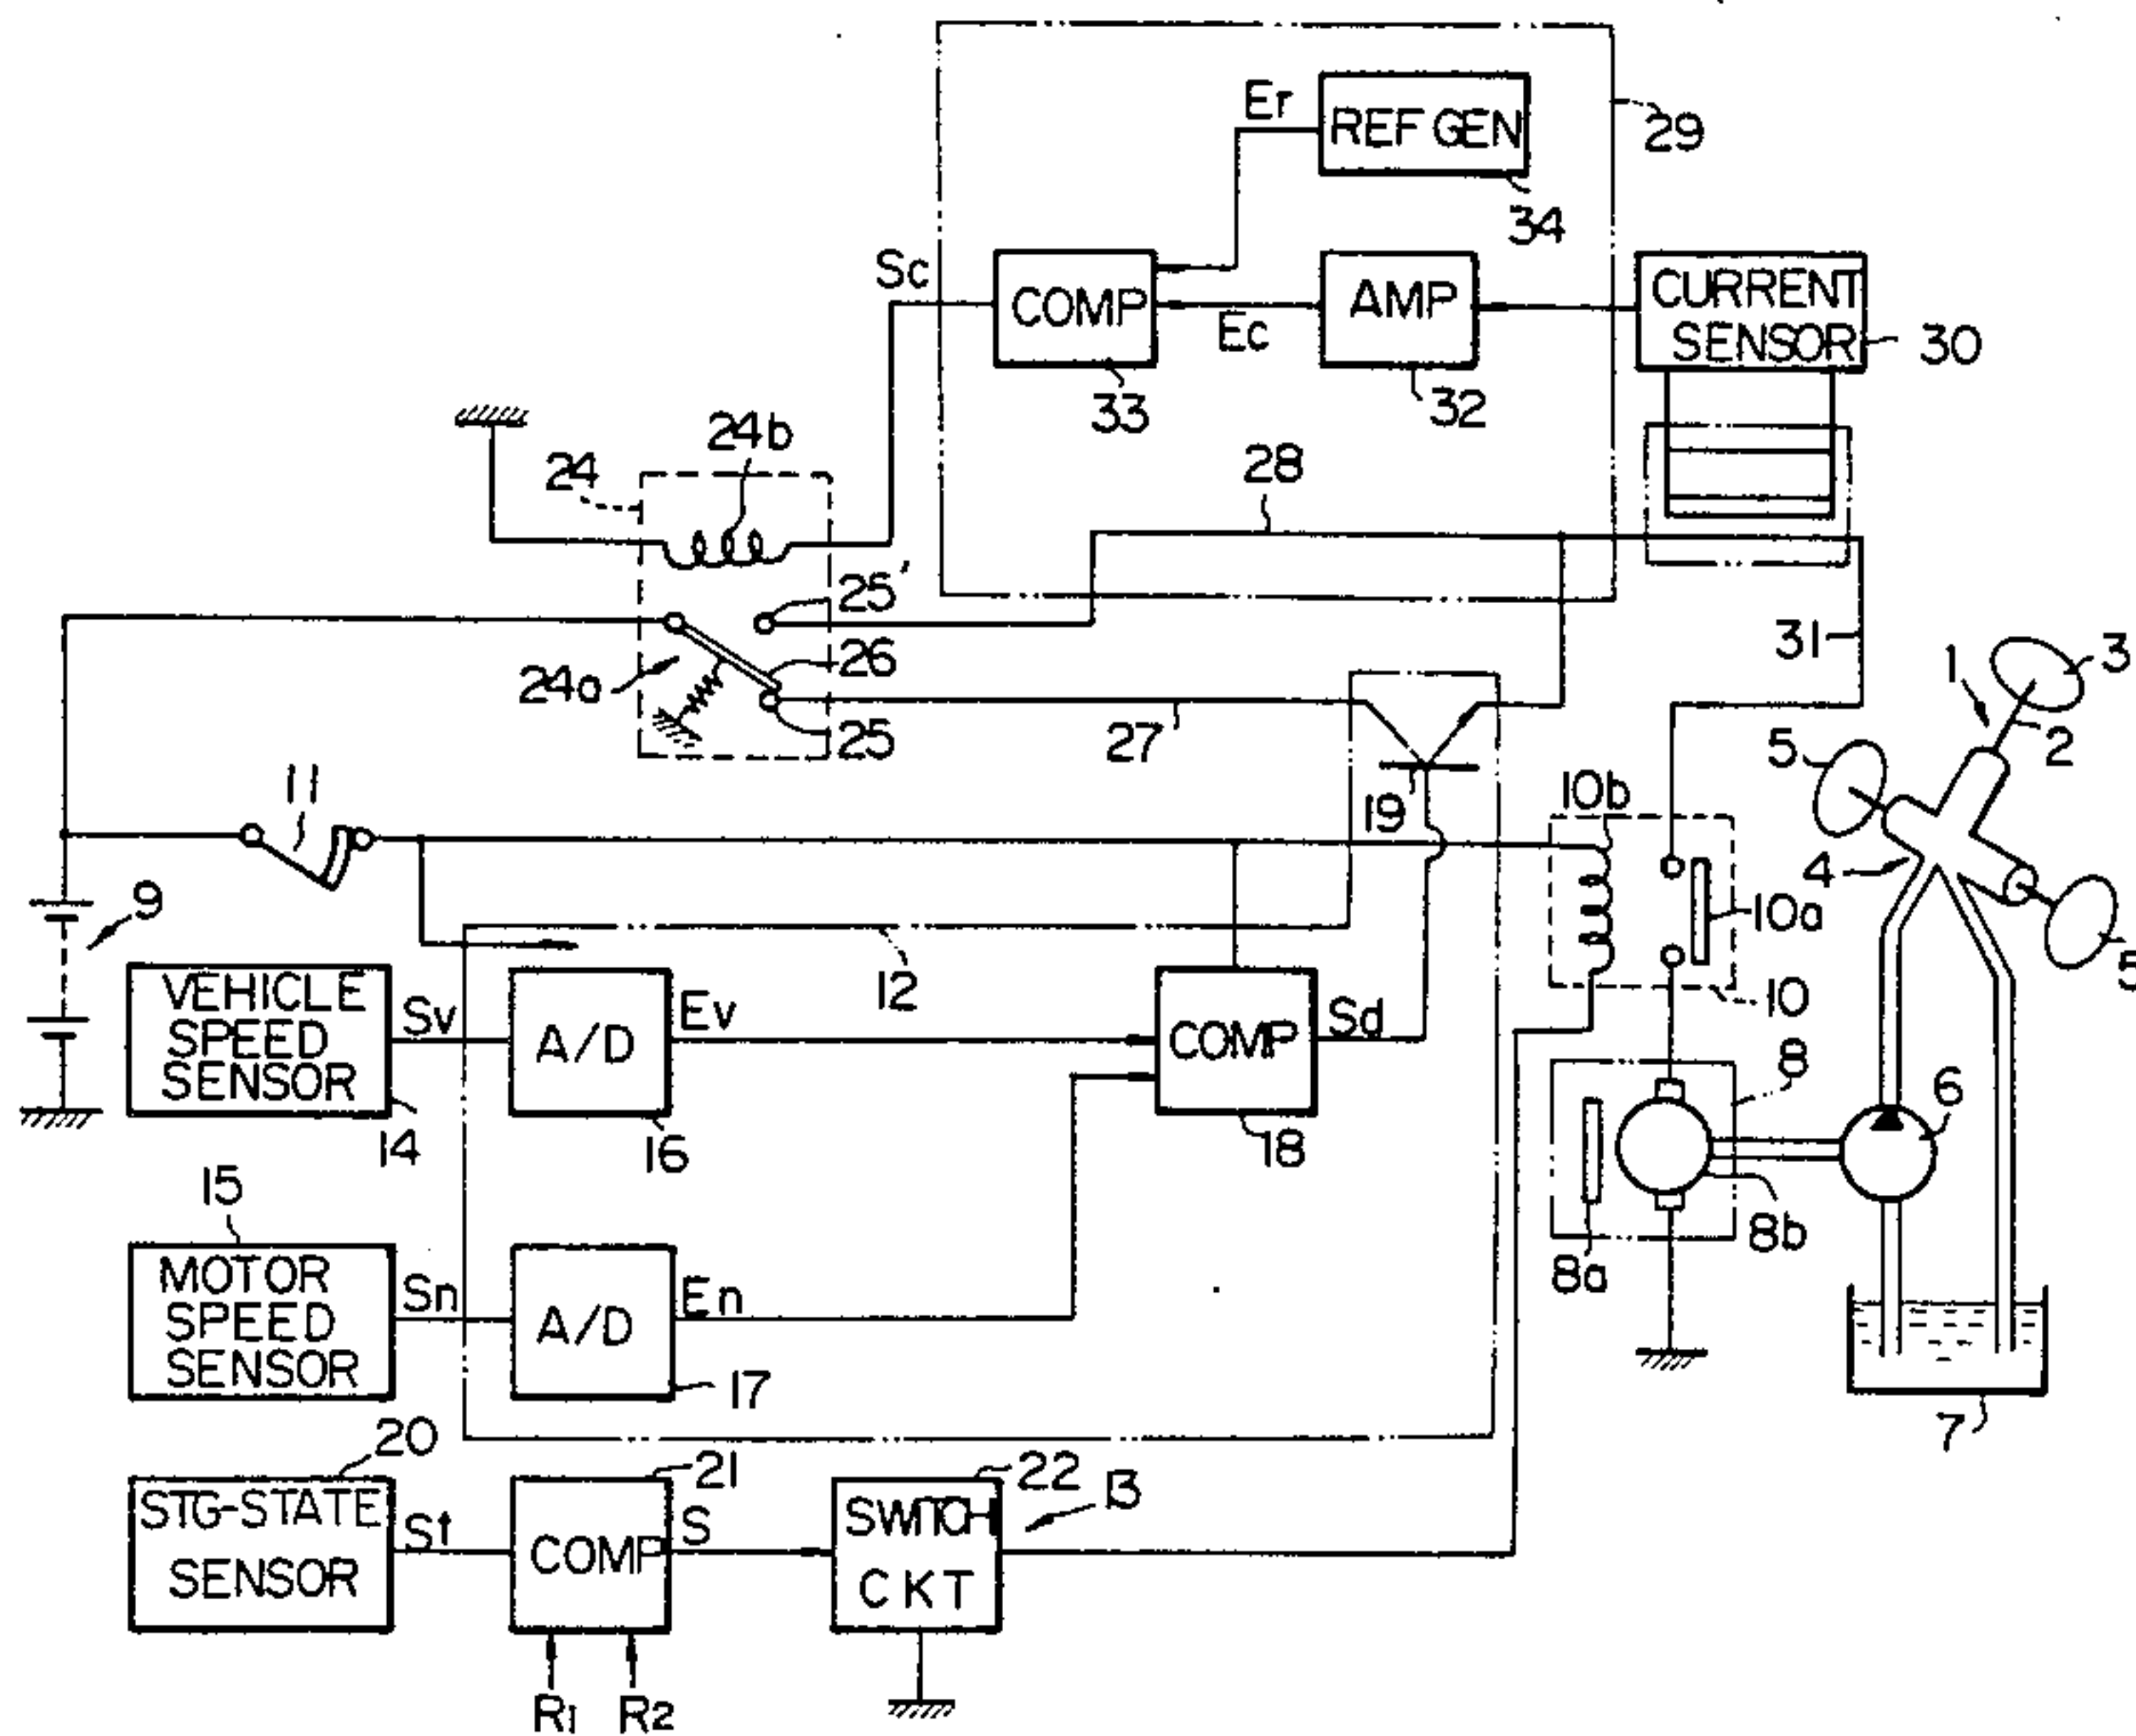 Er
REF GEN
29
34
Sc
COMP
Ec
AMP
CURRENT
SENSOR
30
33
32
24b
24
28
25'
26
24a
25
27
31
1
3
2
5
19
10b
11
4
9
10a
5
12
10
VEHICLE
SPEED
SENSOR
Sv
A/D
Ev
COMP
Sd
8
6
14
16
18
15
8b
8a
MOTOR
SPEED
SENSOR
Sn
A/D
En
17
7
20
21
22
13
STG-STATE
SENSOR
St
COMP
S
SWITCH
CKT
R1
R2